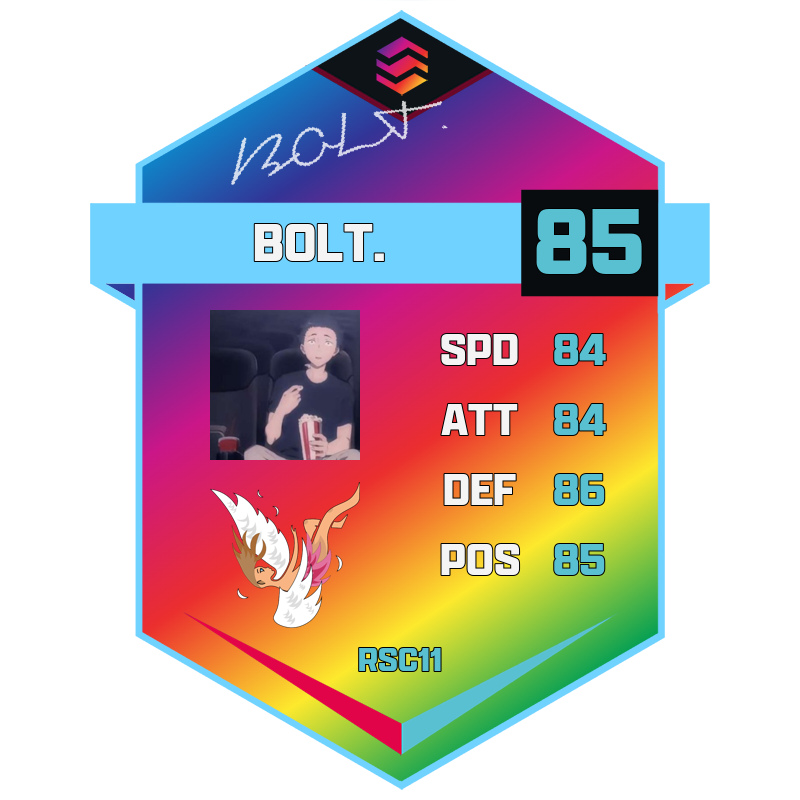 BOLT.
BOLT. 85
SPD 84
ATT 84
DEF 86
POS 85
RSC11